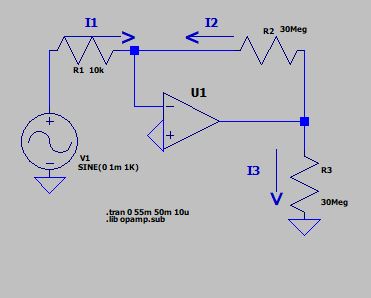 I1
I2
R2 30Meg
R1 10k
U1
V1
SINE(0 1m 1K)
I3
R3
30Meg
.tran 0 55m 50m 10u
.lib opamp.sub